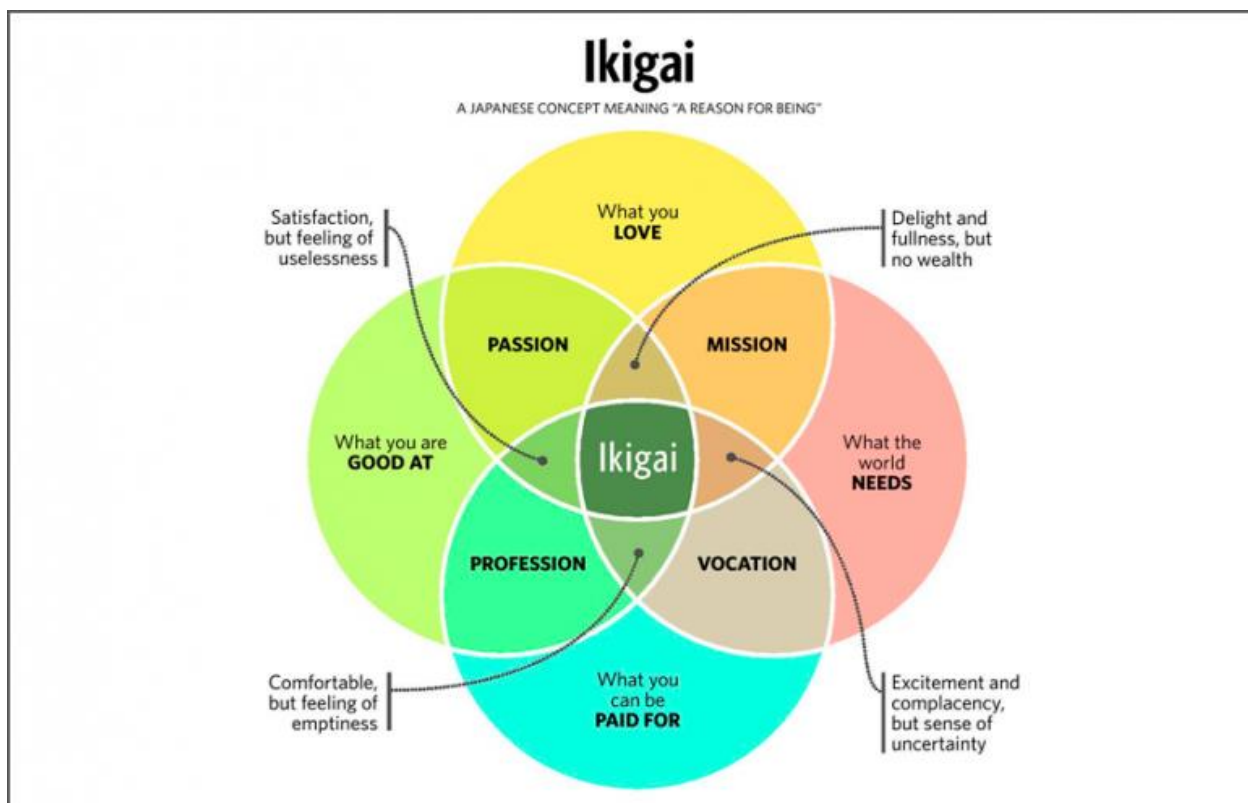 Ikigai
A JAPANESE CONCEPT MEANING "A REASON FOR BEING"
Satisfaction,
but feeling of
uselessness
What you
LOVE
Delight and
fullness, but
no wealth
PASSION
MISSION
What you are
GOOD AT
Ikigai
What the
world
NEEDS
PROFESSION
VOCATION
Comfortable,
but feeling of
emptiness
What you
can be
PAID FOR
Excitement and
complacency,
but sense of
uncertainty